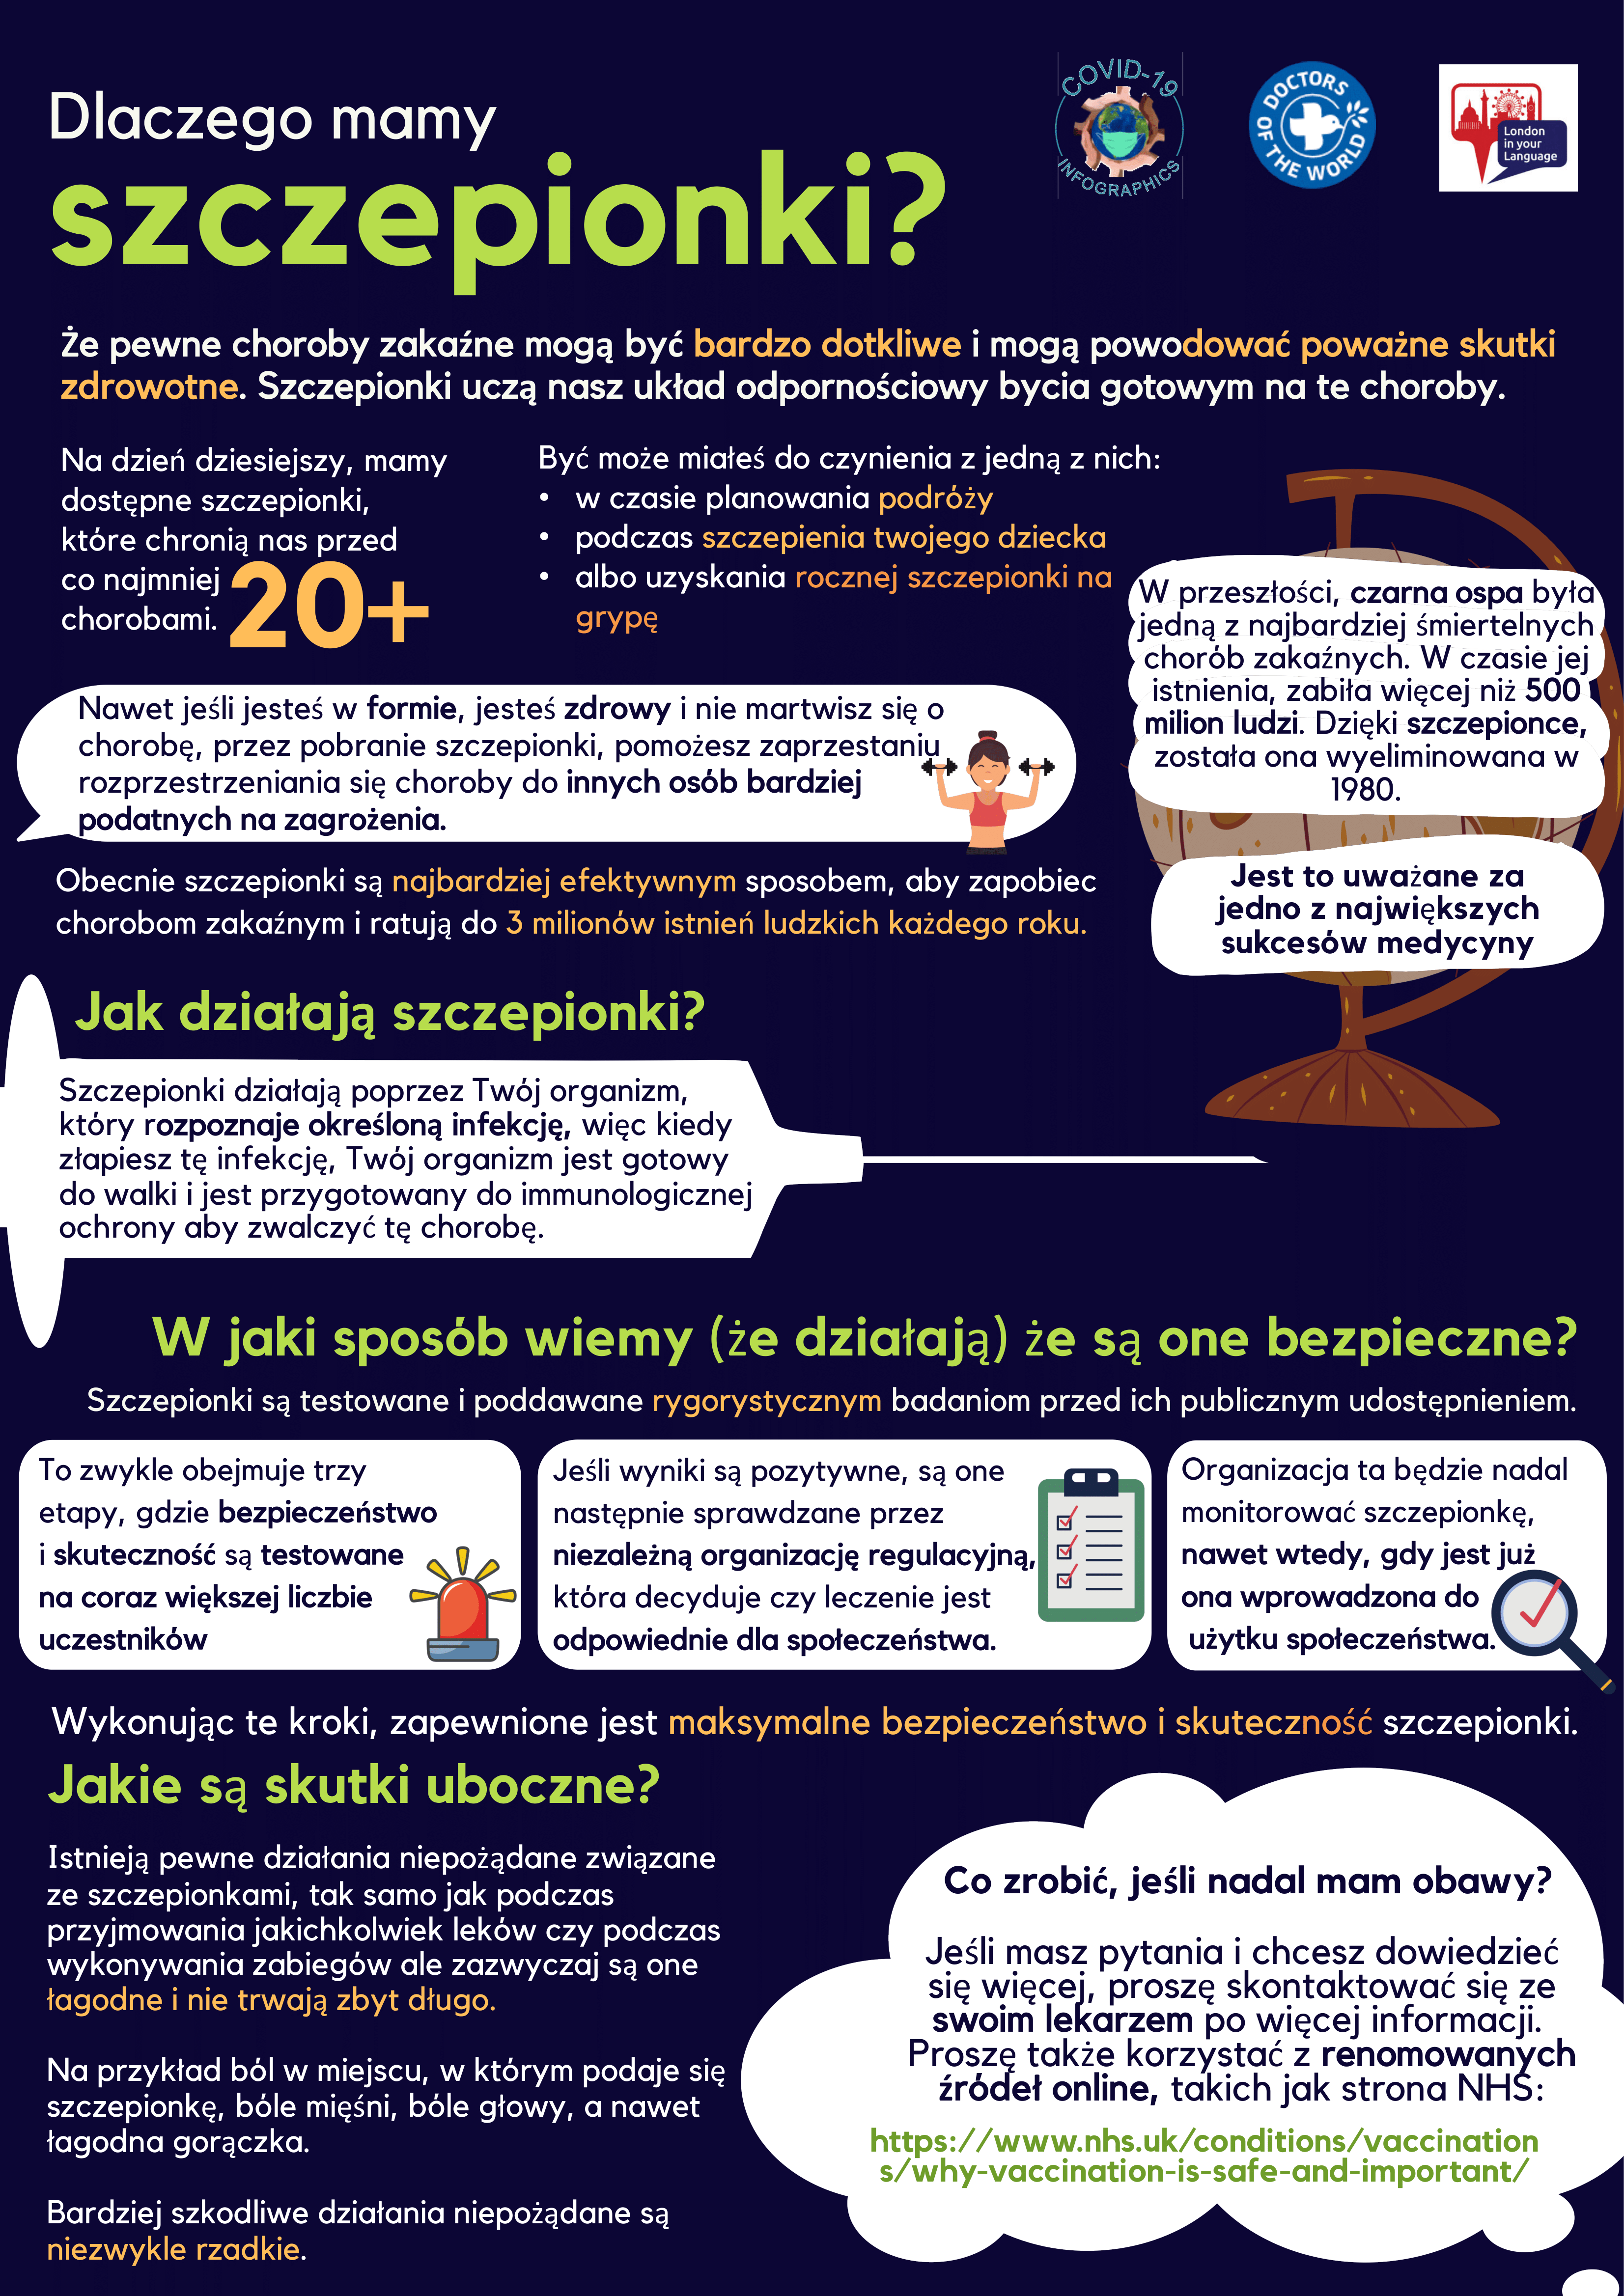 Dlaczego mamy
szczepionki?
COVID-19
INFOGRAPHICS
DOCTORS
OF THE WORLD
London
in your
Language
Że pewne choroby zakaźne mogą być bardzo dotkliwe i mogą powodować poważne skutki
zdrowotne. Szczepionki uczą nasz układ odpornościowy bycia gotowym na te choroby.
Na dzień dziesiejszy, mamy
dostępne szczepionki,
które chronią nas przed
co najmniej 20+
chorobami.
Być może miałeś do czynienia z jedną z nich:
• w czasie planowania podróży
• podczas szczepienia twojego dziecka
• albo uzyskania rocznej szczepionki na
grypę
W przeszłości, czarna ospa była
jedną z najbardziej śmiertelnych
chorób zakaźnych. W czasie jej
istnienia, zabiła więcej niż 500
milion ludzi. Dzięki szczepionce,
została ona wyeliminowana w
1980.
Jest to uważane za
jedno z największych
sukcesów medycyny
Nawet jeśli jesteś w formie, jesteś zdrowy i nie martwisz się o
chorobę, przez pobranie szczepionki, pomożesz zaprzestaniu
rozprzestrzeniania się choroby do innych osób bardziej
podatnych na zagrożenia.
Obecnie szczepionki są najbardziej efektywnym sposobem, aby zapobiec
chorobom zakaźnym i ratują do 3 milionów istnień ludzkich każdego roku.
Jak działają szczepionki?
Szczepionki działają poprzez Twój organizm,
który rozpoznaje określoną infekcję, więc kiedy
złapiesz tę infekcję, Twój organizm jest gotowy
do walki i jest przygotowany do immunologicznej
ochrony aby zwalczyć tę chorobę.
W jaki sposób wiemy (że działają) że są one bezpieczne?
Szczepionki są testowane i poddawane rygorystycznym badaniom przed ich publicznym udostępnieniem.
To zwykle obejmuje trzy
etapy, gdzie bezpieczeństwo
i skuteczność są testowane
na coraz większej liczbie
uczestników
Jeśli wyniki są pozytywne, są one
następnie sprawdzane przez
niezależną organizację regulacyjną,
która decyduje czy leczenie jest
odpowiednie dla społeczeństwa.
Organizacja ta będzie nadal
monitorować szczepionkę,
nawet wtedy, gdy jest już
ona wprowadzona do
użytku społeczeństwa.
Wykonując te kroki, zapewnione jest maksymalne bezpieczeństwo i skuteczność szczepionki.
Jakie są skutki uboczne?
Istnieją pewne działania niepożądane związane
ze szczepionkami, tak samo jak podczas
przyjmowania jakichkolwiek leków czy podczas
wykonywania zabiegów ale zazwyczaj są one
łagodne i nie trwają zbyt długo.
Na przykład ból w miejscu, w którym podaje się
szczepionkę, bóle mięśni, bóle głowy, a nawet
łagodna gorączka.
Bardziej szkodliwe działania niepożądane są
niezwykle rzadkie.
Co zrobić, jeśli nadal mam obawy?
Jeśli masz pytania i chcesz dowiedzieć
się więcej, proszę skontaktować się ze
swoim lekarzem po więcej informacji.
Proszę także korzystać z renomowanych
źródeł online, takich jak strona NHS:
https://www.nhs.uk/conditions/vaccination
s/why-vaccination-is-safe-and-important/